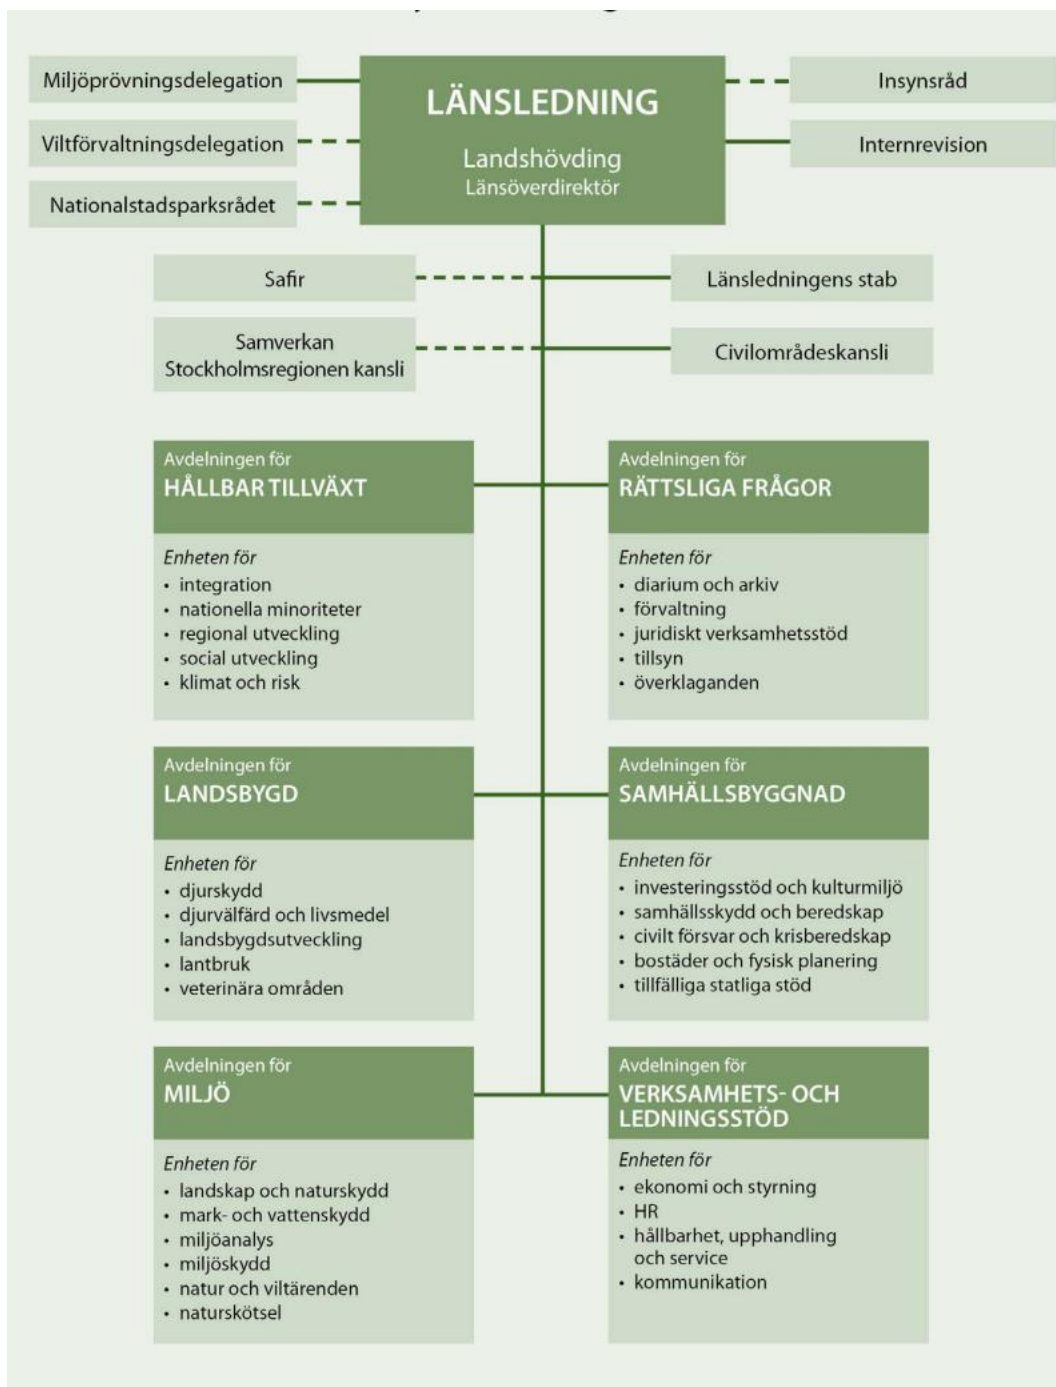 Miljöprövningsdelegation
Viltförvaltningsdelegation
Nationalstadsparksrådet
LÄNSLEDNING
Landshövding
Länsöverdirektör
Insynsråd
Internrevision
Safir
Länsledningens stab
Samverkan
Stockholmsregionen kansli
Civilområdeskansli
Avdelningen för
HÅLLBAR TILLVÄXT
Enheten för
• integration
• nationella minoriteter
• regional utveckling
• social utveckling
• klimat och risk
Avdelningen för
RÄTTSLIGA FRÅGOR
Enheten för
• diarium och arkiv
• förvaltning
• juridiskt verksamhetsstöd
• tillsyn
• överklaganden
Avdelningen för
LANDSBYGD
Enheten för
• djurskydd
• djurvälfärd och livsmedel
• landsbygdsutveckling
• lantbruk
• veterinära områden
Avdelningen för
SAMHÄLLSBYGGNAD
Enheten för
• investeringsstöd och kulturmiljö
• samhällsskydd och beredskap
• civilt försvar och krisberedskap
• bostäder och fysisk planering
• tillfälliga statliga stöd
Avdelningen för
MILJÖ
Enheten för
• landskap och naturskydd
• mark- och vattenskydd
• miljöanalys
• miljöskydd
• natur och viltärenden
• naturskötsel
Avdelningen för
VERKSAMHETS- OCH
LEDNINGSSTÖD
Enheten för
• ekonomi och styrning
• HR
• hållbarhet, upphandling
och service
• kommunikation